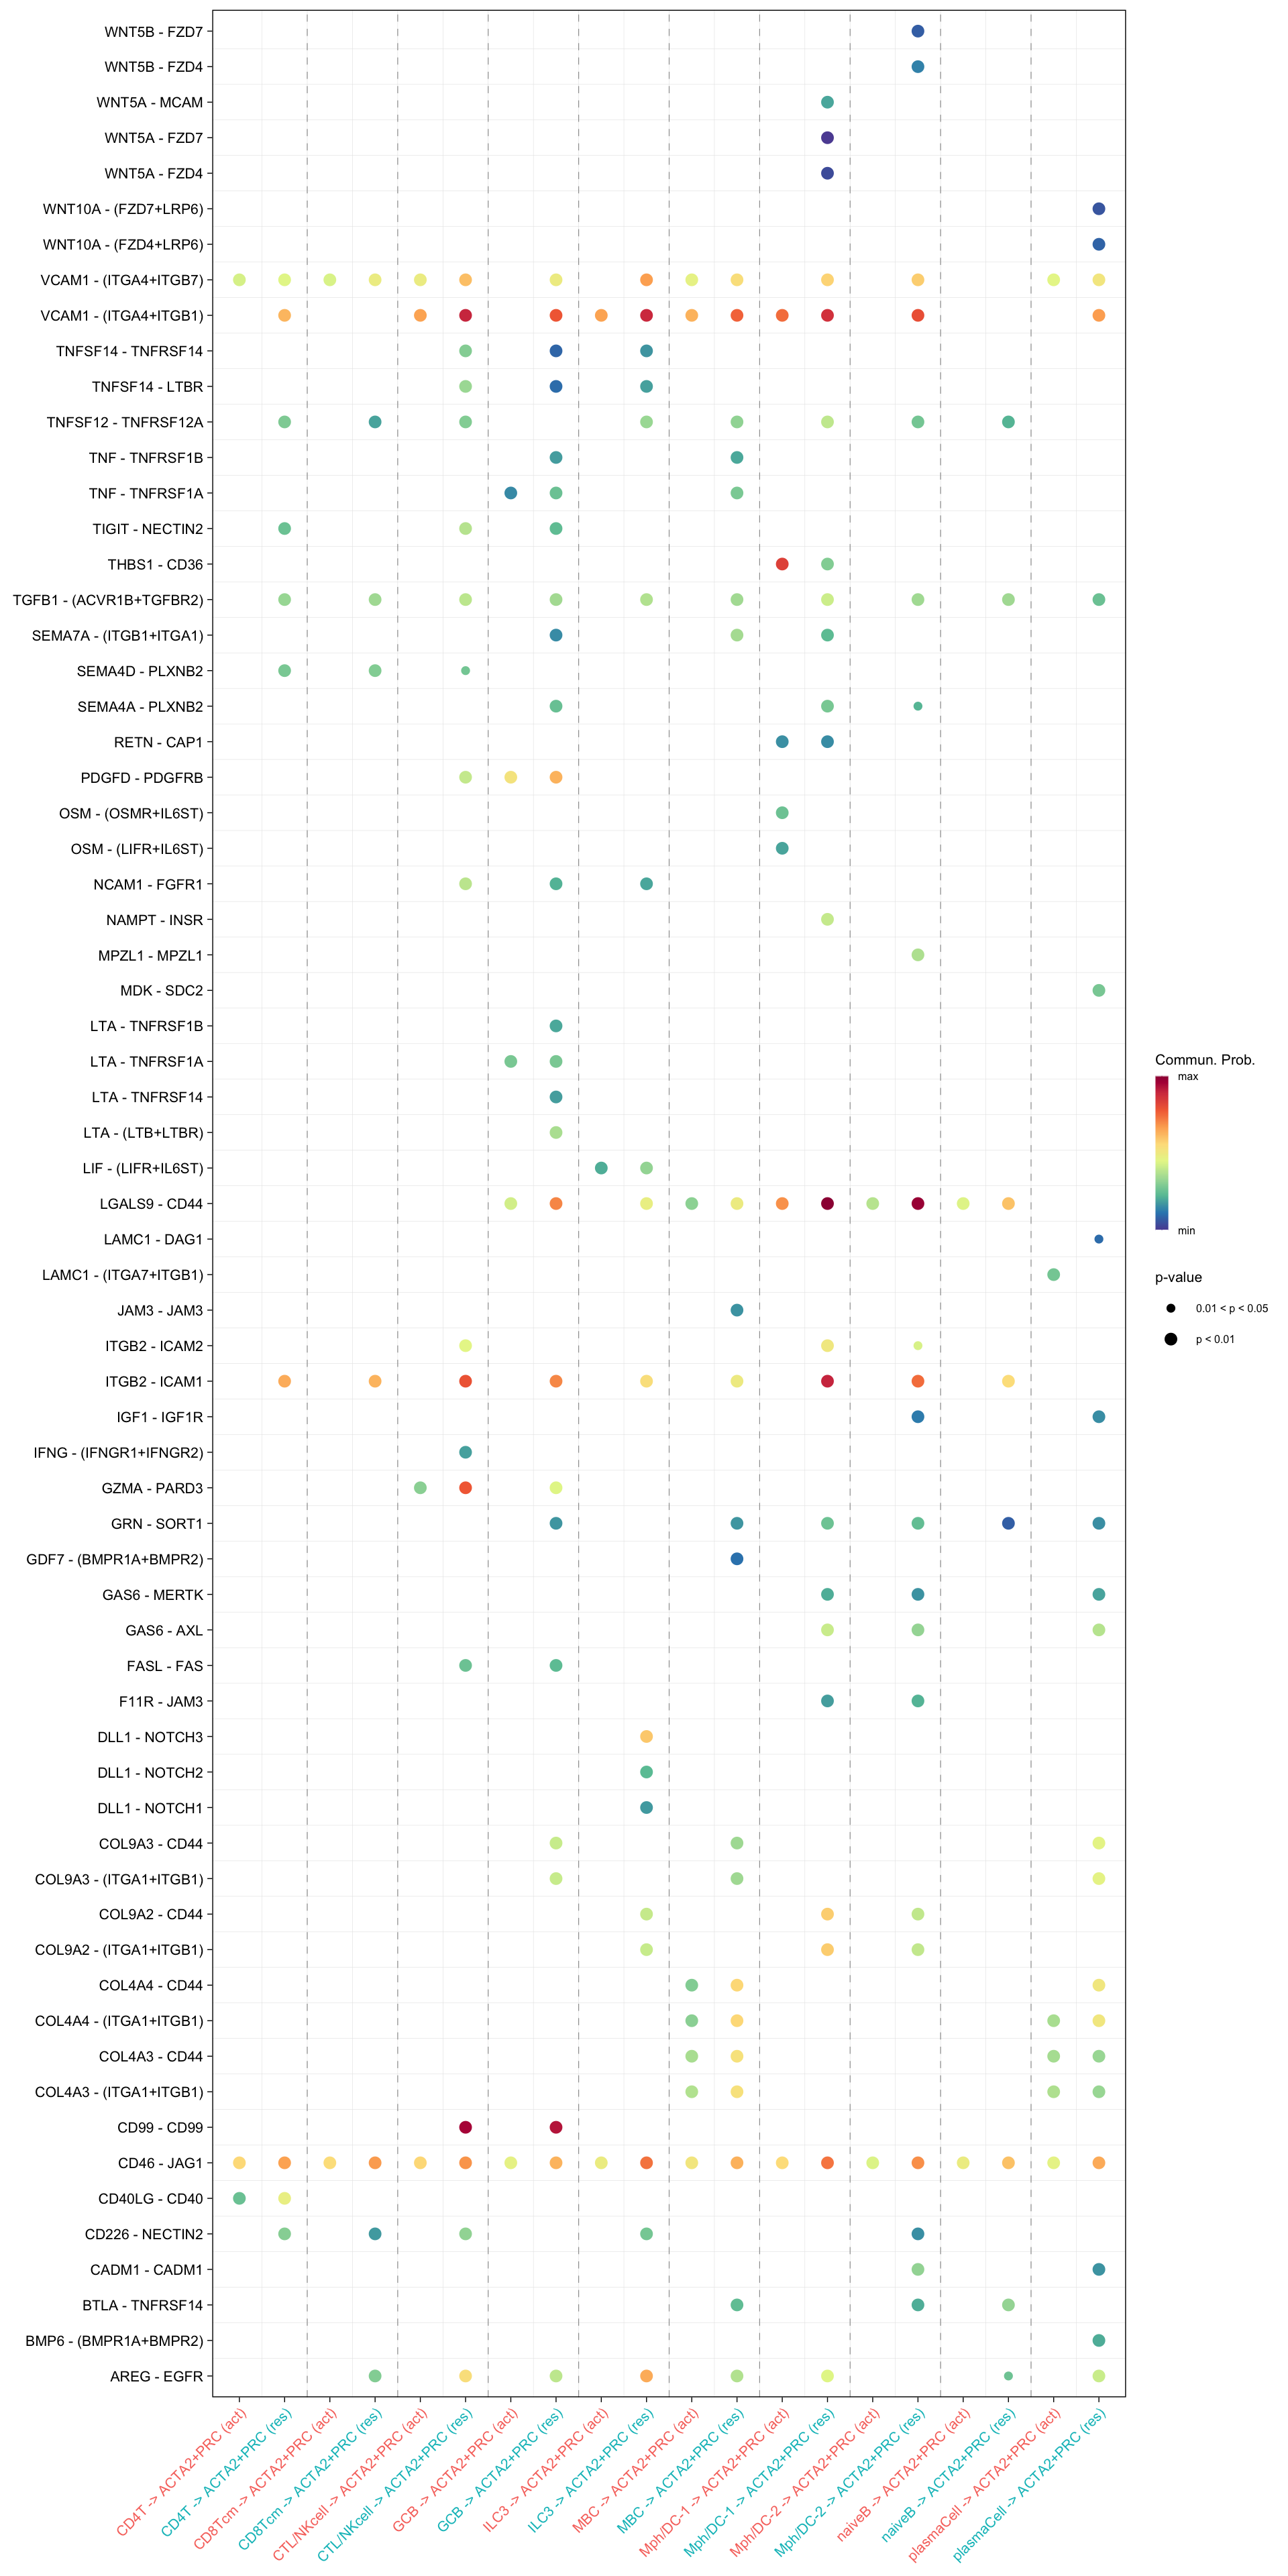 WNT5B - FZD7
WNT5B - FZD4
WNT5A - MCAM
WNT5A - FZD7
WNT5A - FZD4
WNT10A - (FZD7+LRP6)
WNT10A - (FZD4+LRP6)
VCAM1 - (ITGA4+ITGB7)
VCAM1 - (ITGA4+ITGB1)
TNFSF14 - TNFRSF14
TNFSF14 - LTBR
TNFSF12 - TNFRSF12A
TNF - TNFRSF1B
TNF - TNFRSF1A
TIGIT - NECTIN2
THBS1 - CD36
TGFB1 - (ACVR1B+TGFBR2)
SEMA7A - (ITGB1+ITGA1)
SEMA4D - PLXNB2
SEMA4A - PLXNB2
RETN - CAP1
PDGFD - PDGFRB
OSM - (OSMR+IL6ST)
OSM - (LIFR+IL6ST)
NCAM1 - FGFR1
NAMPT - INSR
MPZL1 - MPZL1
MDK - SDC2
LTA - TNFRSF1B
LTA - TNFRSF1A
LTA - TNFRSF14
LTA - (LTB+LTBR)
LIF - (LIFR+IL6ST)
LGALS9 - CD44
LAMC1 - DAG1
LAMC1 - (ITGA7+ITGB1)
JAM3 - JAM3
ITGB2 - ICAM2
ITGB2 - ICAM1
IGF1 - IGF1R
IFNG - (IFNGR1+IFNGR2)
GZMA - PARD3
GRN - SORT1
GDF7 - (BMPR1A+BMPR2)
GAS6 - MERTK
GAS6 - AXL
FASL - FAS
F11R - JAM3
DLL1 - NOTCH3
DLL1 - NOTCH2
DLL1 - NOTCH1
COL9A3 - CD44
COL9A3 - (ITGA1+ITGB1)
COL9A2 - CD44
COL9A2 - (ITGA1+ITGB1)
COL4A4 - CD44
COL4A4 - (ITGA1+ITGB1)
COL4A3 - CD44
COL4A3 - (ITGA1+ITGB1)
CD99 - CD99
CD46 - JAG1
CD40LG - CD40
CD226 - NECTIN2
CADM1 - CADM1
BTLA - TNFRSF14
BMP6 - (BMPR1A+BMPR2)
AREG - EGFR
CD4T -> ACTA2+PRC (act)
CD4T -> ACTA2+PRC (res)
CD8Tcm -> ACTA2+PRC (act)
CD8Tcm -> ACTA2+PRC (res)
CTL/NKcell -> ACTA2+PRC (act)
CTL/NKcell -> ACTA2+PRC (res)
GCB -> ACTA2+PRC (act)
GCB -> ACTA2+PRC (res)
ILC3 -> ACTA2+PRC (act)
ILC3 -> ACTA2+PRC (res)
MBC -> ACTA2+PRC (act)
MBC -> ACTA2+PRC (res)
Mph/DC-1 -> ACTA2+PRC (act)
Mph/DC-1 -> ACTA2+PRC (res)
Mph/DC-2 -> ACTA2+PRC (act)
Mph/DC-2 -> ACTA2+PRC (res)
naiveB -> ACTA2+PRC (act)
naiveB -> ACTA2+PRC (res)
plasmaCell -> ACTA2+PRC (act)
plasmaCell -> ACTA2+PRC (res)
Commun. Prob.
max
min
p-value
0.01 < p < 0.05
p < 0.01